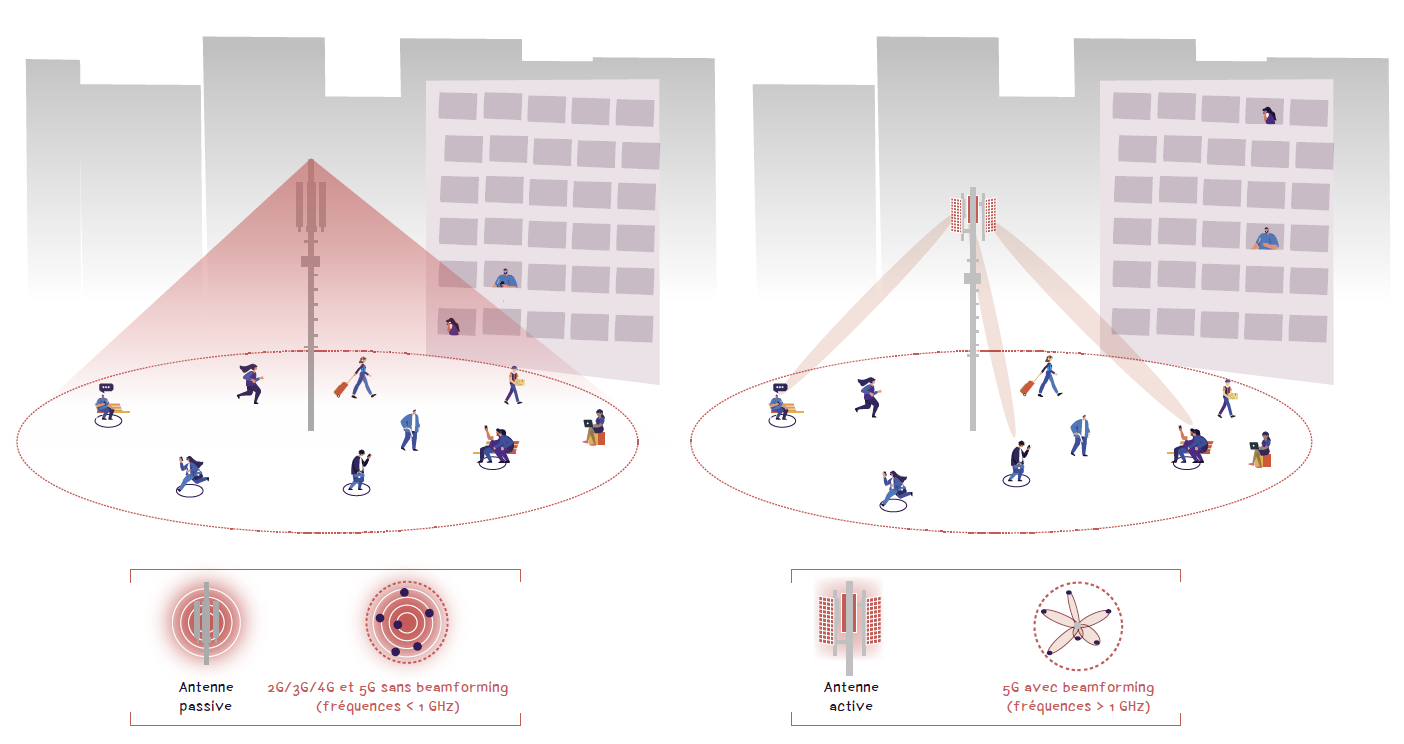 Antenne
passive
2G/3G/4G et 5G sans beamforming
(fréquences < 1 GHz)
Antenne
active
5G avec beamforming
(fréquences > 1 GHz)